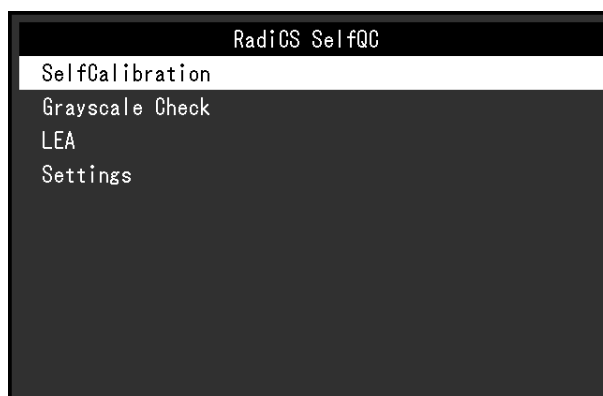 RadiCS SelfQC
SelfCalibration
Grayscale Check
LEA
Settings